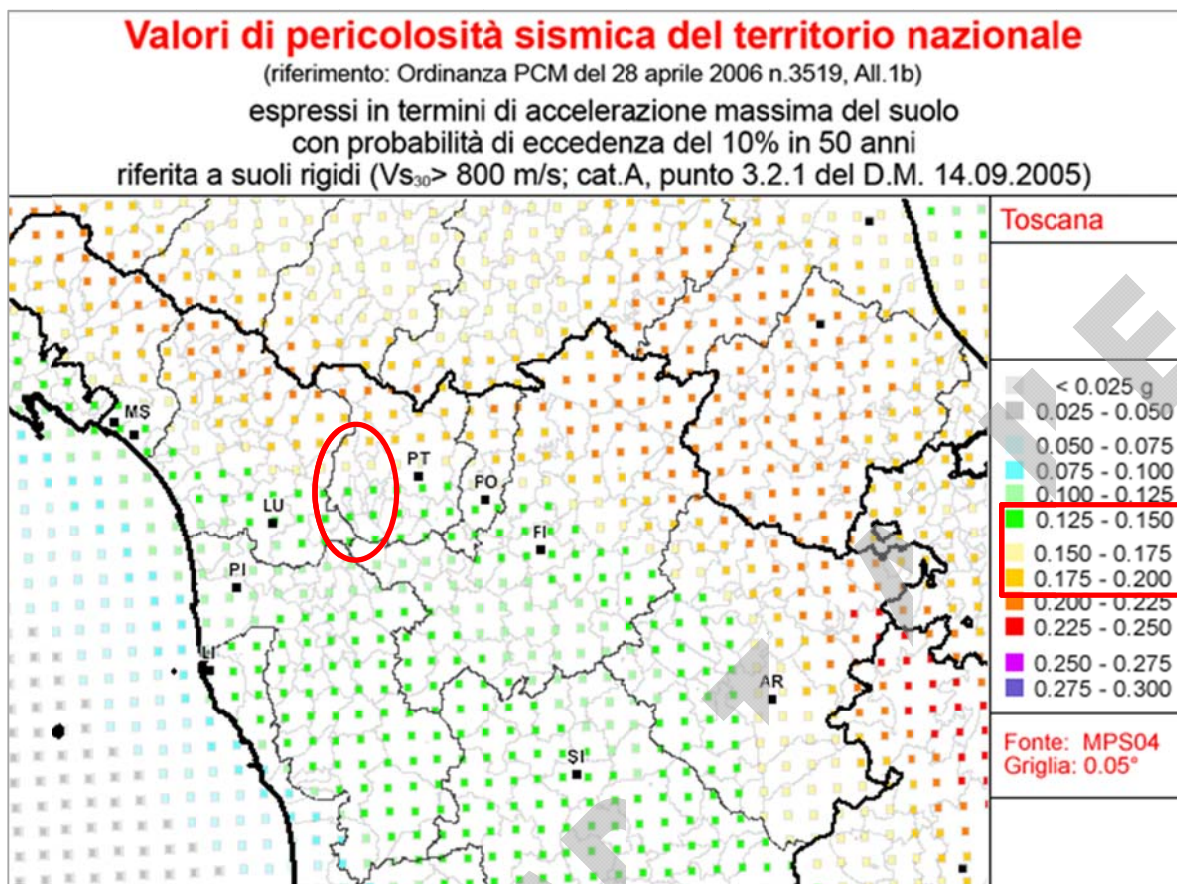 Valori di pericolosità sismica del territorio nazionale
(riferimento: Ordinanza PCM del 28 aprile 2006 n.3519, All.1b)
espressi in termini di accelerazione massima del suolo
con probabilità di eccedenza del 10% in 50 anni
riferita a suoli rigidi (Vs₃₀> 800 m/s; cat.A, punto 3.2.1 del D.M. 14.09.2005)
Toscana
< 0.025 g
0.025 - 0.050
0.050 - 0.075
0.075 - 0.100
0.100 - 0.125
0.125 - 0.150
0.150 - 0.175
0.175 - 0.200
0.200 - 0.225
0.225 - 0.250
0.250 - 0.275
0.275 - 0.300
Fonte: MPS04
Griglia: 0.05°
MS
PT
LU
PO
FI
PI
LI
AR
SI